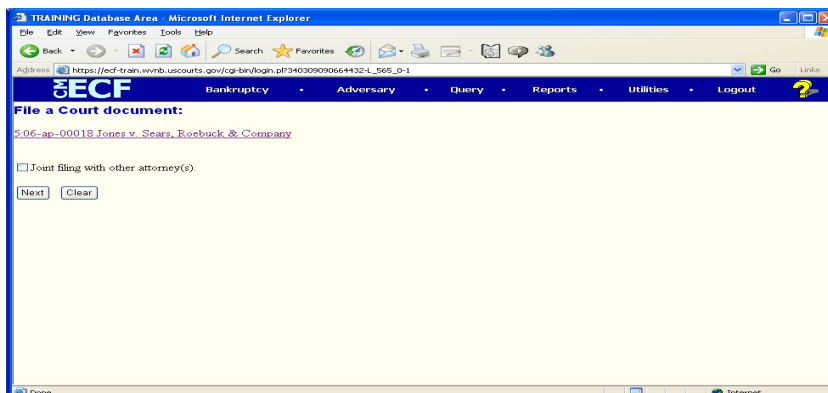 TRAINING Database Area - Microsoft Internet Explorer
File Edit View Favorites Tools Help
Back Search Favorites
Address https://ecf-train.wvnb.uscourts.gov/cgi-bin/login.pl?340309090664432-L_565_0-1 Go Links
CM ECF Bankruptcy • Adversary • Query • Reports • Utilities • Logout ?
File a Court document:
5:06-ap-00018 Jones v. Sears, Roebuck & Company
Joint filing with other attorney(s).
Next Clear
Done Internet